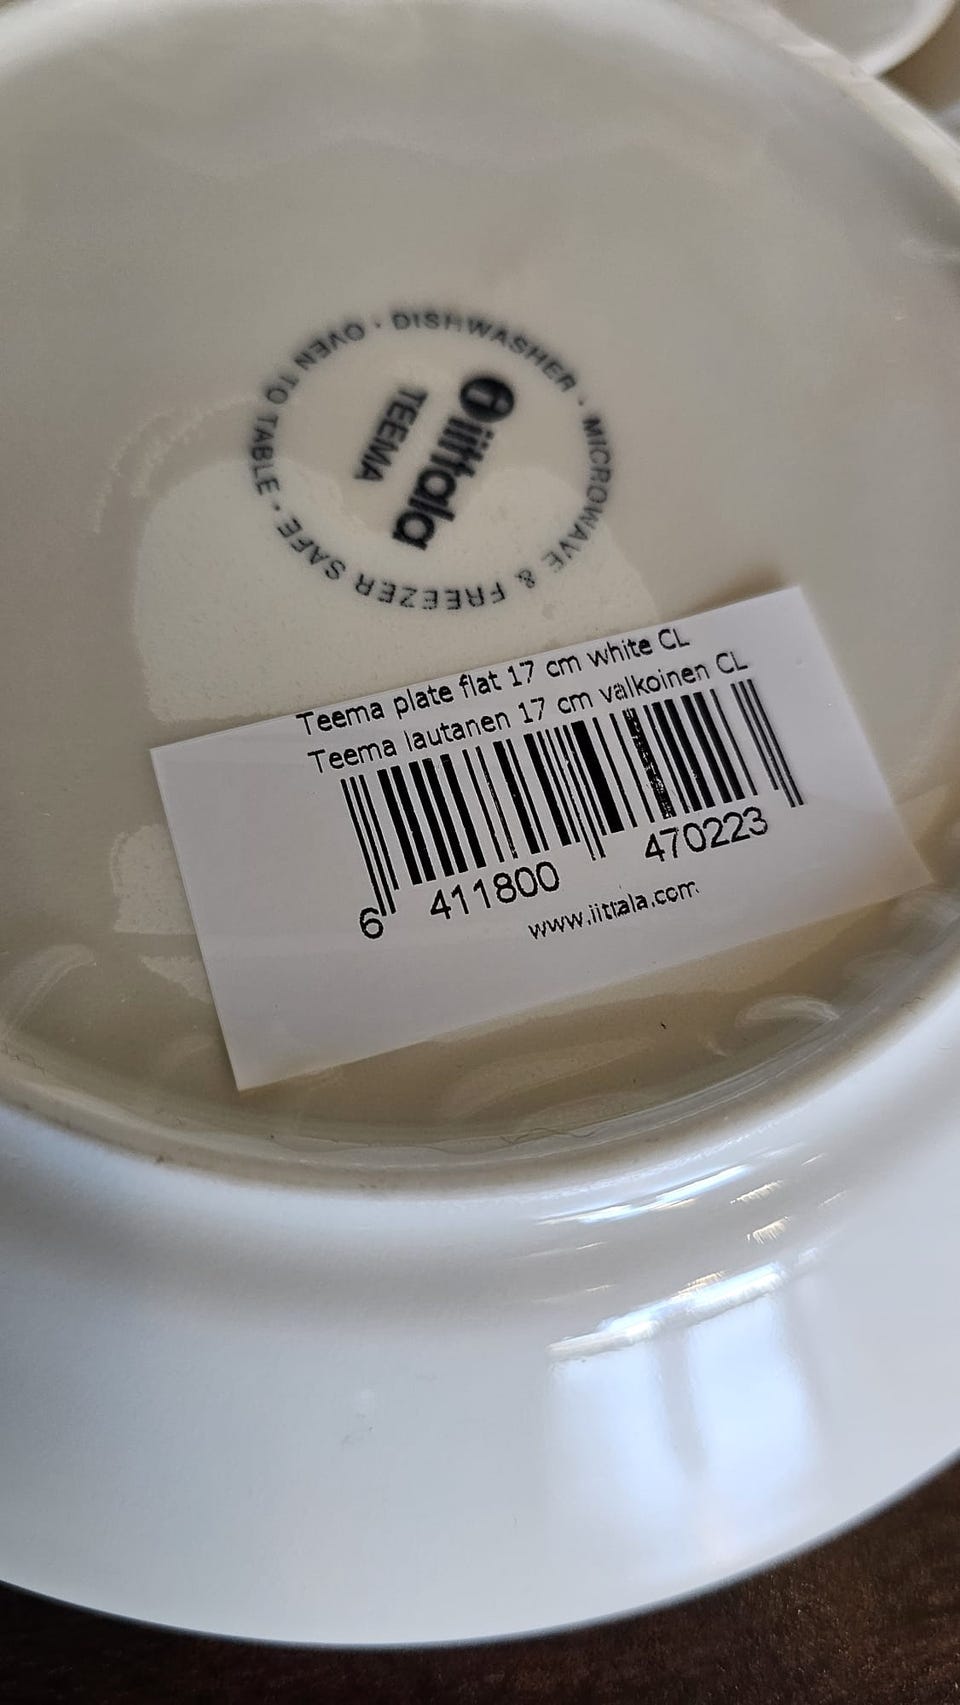 DISHWASHER · MICROWAVE & FREEZER SAFE · OVEN TO TABLE ·
i iittala
TEEMA
Teema plate flat 17 cm white CL
Teema lautanen 17 cm valkoinen CL
6 411800 470223
www.iittala.com